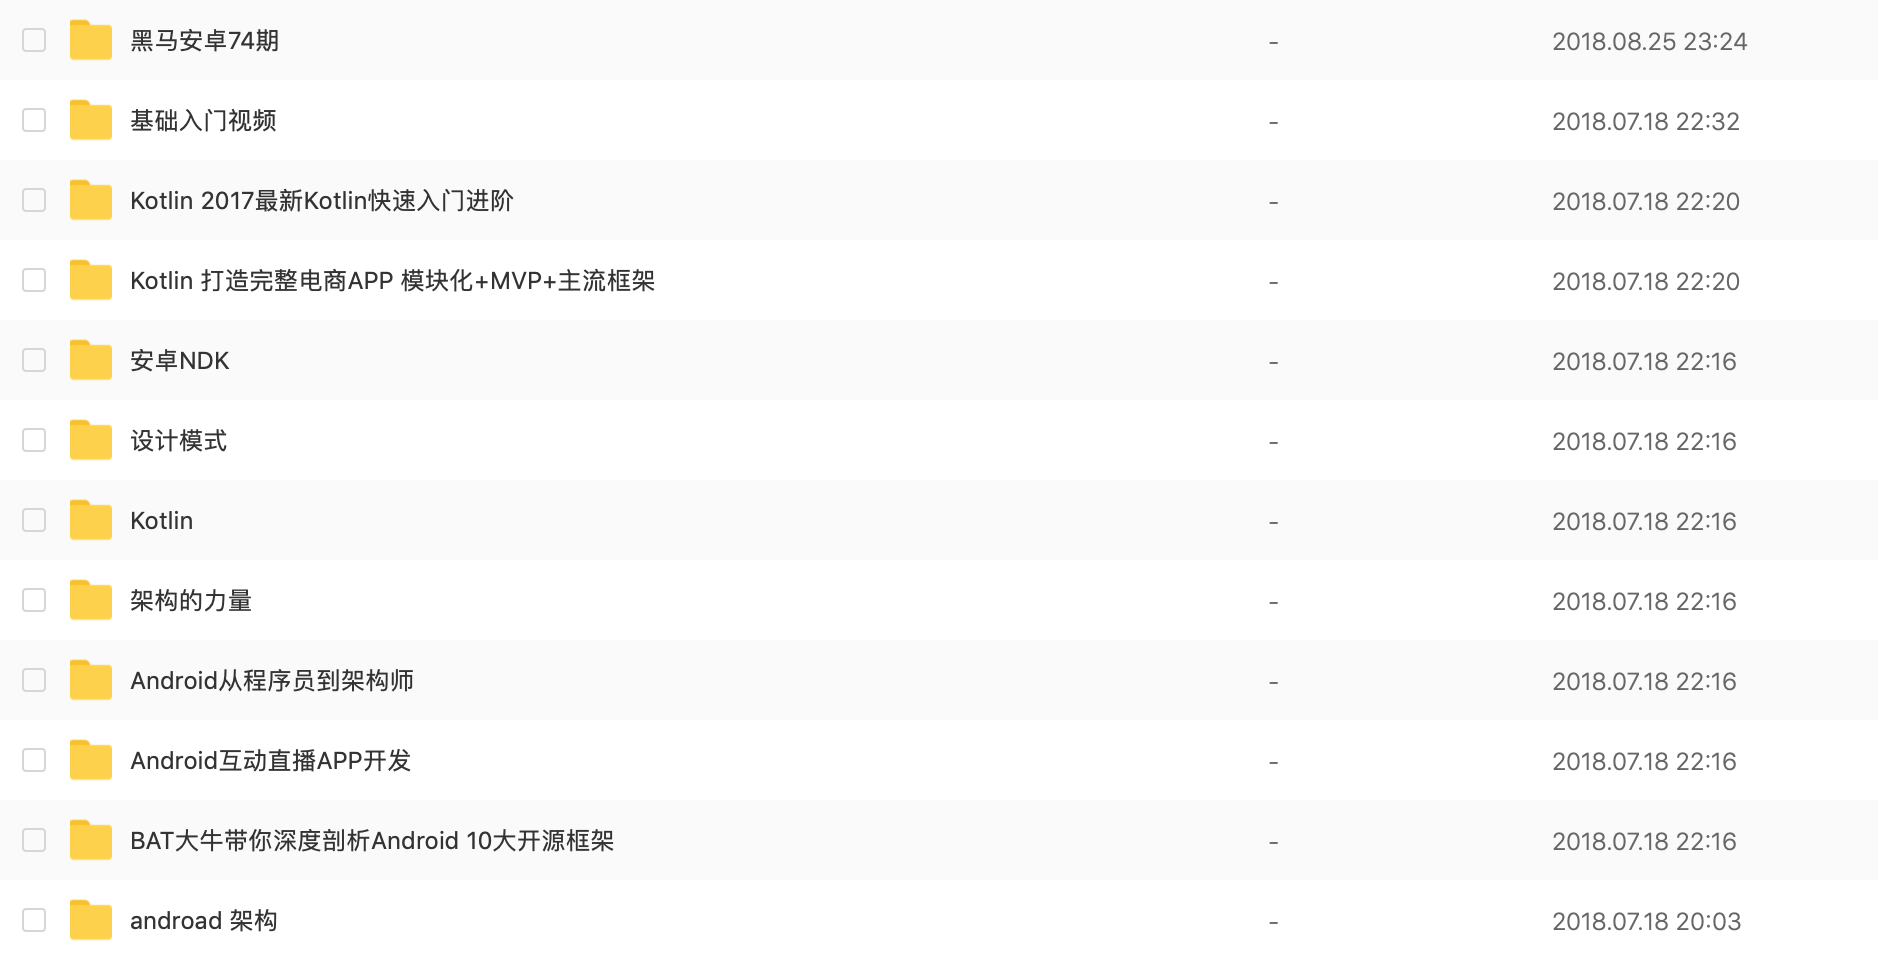 黑马安卓74期 - 2018.08.25 23:24
基础入门视频 - 2018.07.18 22:32
Kotlin 2017最新Kotlin快速入门进阶 - 2018.07.18 22:20
Kotlin 打造完整电商APP 模块化+MVP+主流框架 - 2018.07.18 22:20
安卓NDK - 2018.07.18 22:16
设计模式 - 2018.07.18 22:16
Kotlin - 2018.07.18 22:16
架构的力量 - 2018.07.18 22:16
Android从程序员到架构师 - 2018.07.18 22:16
Android互动直播APP开发 - 2018.07.18 22:16
BAT大牛带你深度剖析Android 10大开源框架 - 2018.07.18 22:16
androad 架构 - 2018.07.18 20:03